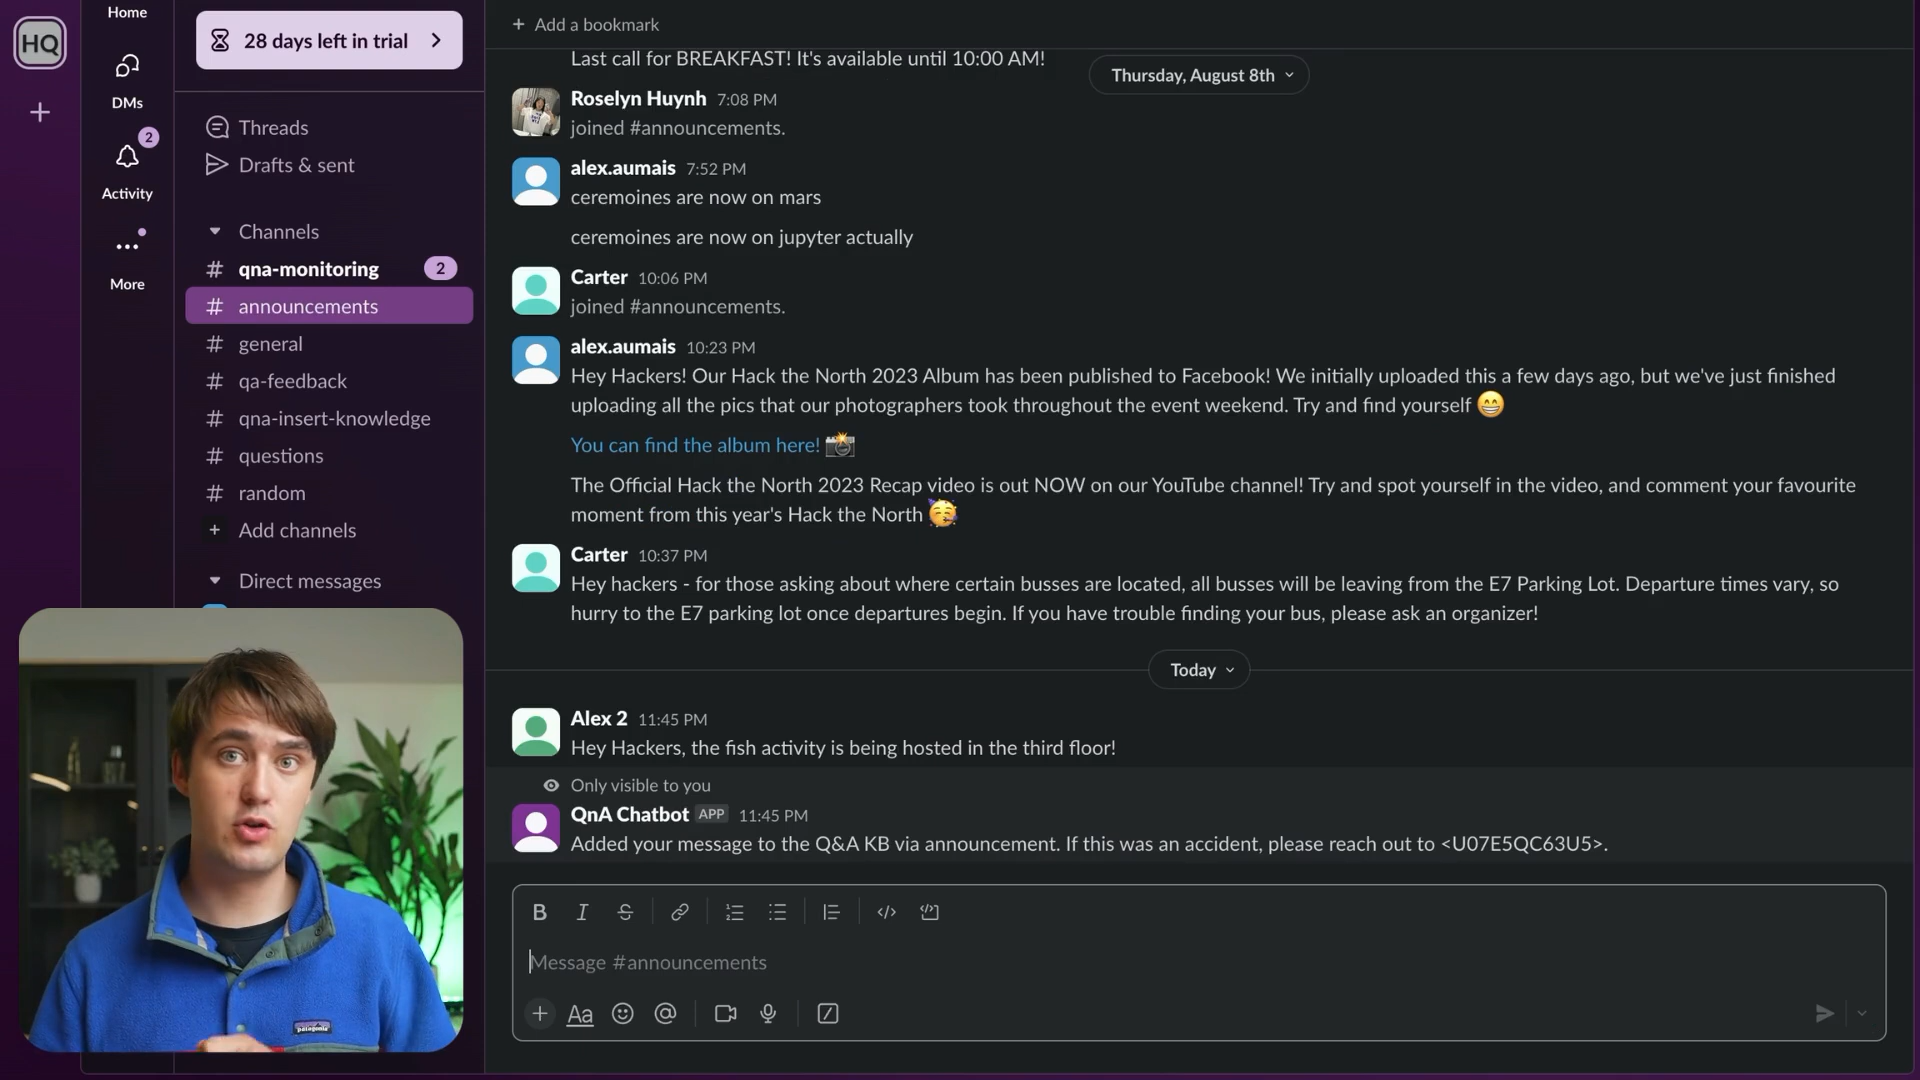 HQ
Home
DMs
2
Activity
More
28 days left in trial
Threads
Drafts & sent
Channels
# qna-monitoring 2
# announcements
# general
# qa-feedback
# qna-insert-knowledge
# questions
# random
+ Add channels
Direct messages
+ Add a bookmark
Last call for BREAKFAST! It's available until 10:00 AM!
Thursday, August 8th
Roselyn Huynh 7:08 PM
joined #announcements.
alex.aumais 7:52 PM
ceremoines are now on mars
ceremoines are now on jupyter actually
Carter 10:06 PM
joined #announcements.
alex.aumais 10:23 PM
Hey Hackers! Our Hack the North 2023 Album has been published to Facebook! We initially uploaded this a few days ago, but we've just finished
uploading all the pics that our photographers took throughout the event weekend. Try and find yourself 😁
You can find the album here! 📸
The Official Hack the North 2023 Recap video is out NOW on our YouTube channel! Try and spot yourself in the video, and comment your favourite
moment from this year's Hack the North 🥳
Carter 10:37 PM
Hey hackers - for those asking about where certain busses are located, all busses will be leaving from the E7 Parking Lot. Departure times vary, so
hurry to the E7 parking lot once departures begin. If you have trouble finding your bus, please ask an organizer!
Today
Alex 2 11:45 PM
Hey Hackers, the fish activity is being hosted in the third floor!
Only visible to you
QnA Chatbot APP 11:45 PM
Added your message to the Q&A KB via announcement. If this was an accident, please reach out to <U07E5QC63U5>.
B I S
Message #announcements
+ Aa @
patagonia